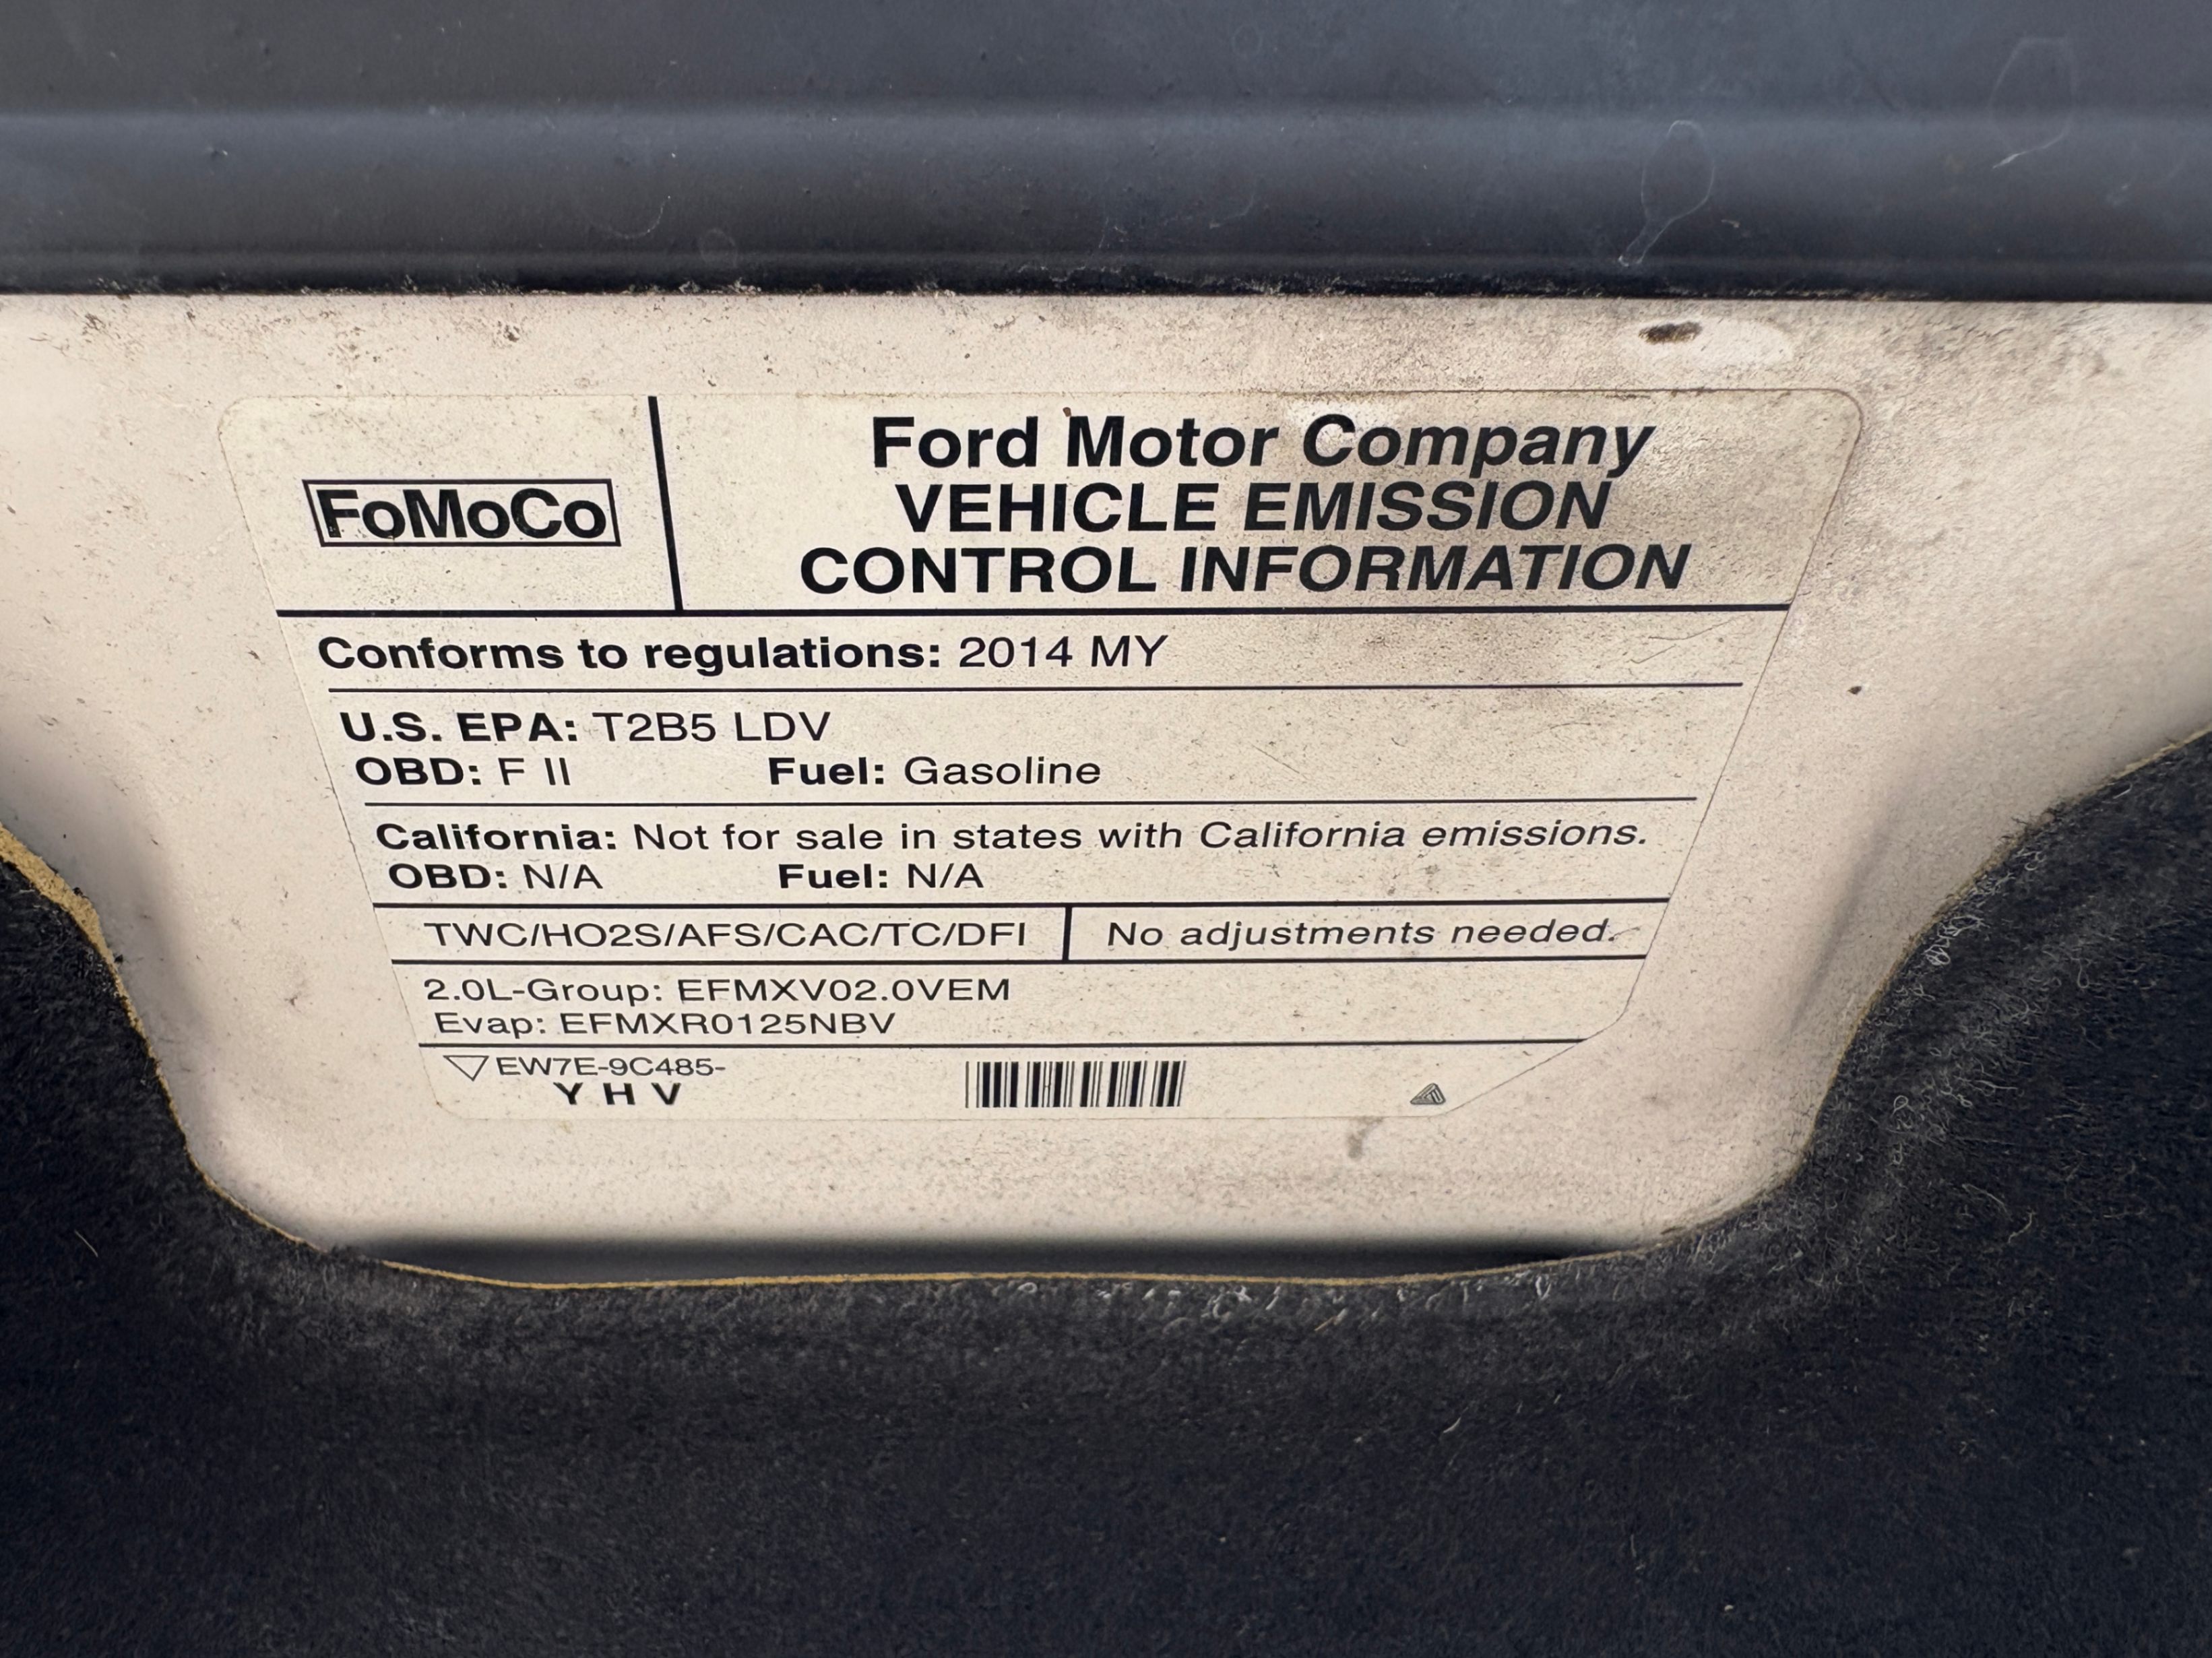 FoMoCo
Ford Motor Company
VEHICLE EMISSION
CONTROL INFORMATION
Conforms to regulations: 2014 MY
U.S. EPA: T2B5 LDV
OBD: F II Fuel: Gasoline
California: Not for sale in states with California emissions.
OBD: N/A Fuel: N/A
TWC/HO2S/AFS/CAC/TC/DFI No adjustments needed.
2.0L-Group: EFMXV02.0VEM
Evap: EFMXR0125NBV
EW7E-9C485-
Y H V